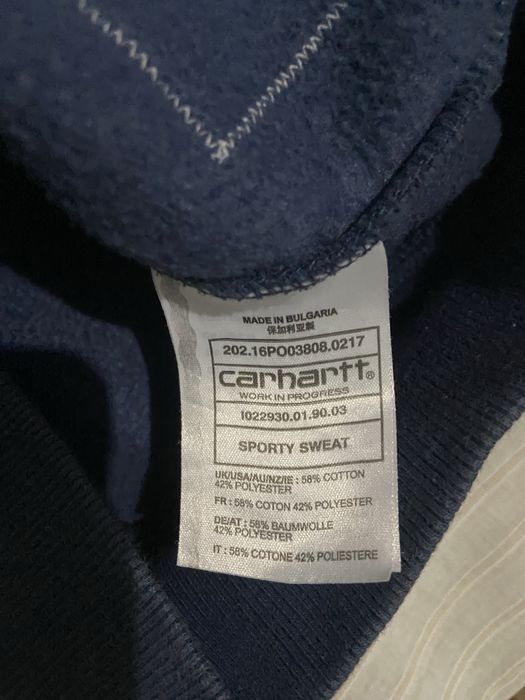 MADE IN BULGARIA
保加利亞製
202.16PO03808.0217
carhartt®
WORK IN PROGRESS
I022930.01.90.03
SPORTY SWEAT
UK/USA/AU/NZ/IE : 58% COTTON
42% POLYESTER
FR : 58% COTON 42% POLYESTER
DE/AT : 58% BAUMWOLLE
42% POLYESTER
IT : 58% COTONE 42% POLIESTERE